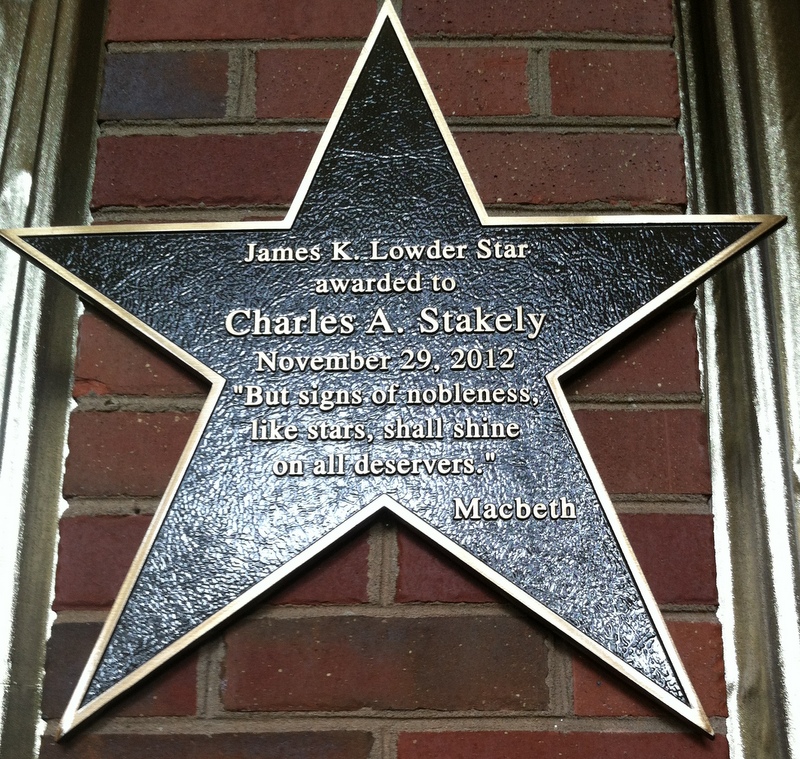 James K. Lowder Star
awarded to
Charles A. Stakely
November 29, 2012
"But signs of nobleness,
like stars, shall shine
on all deservers."
Macbeth